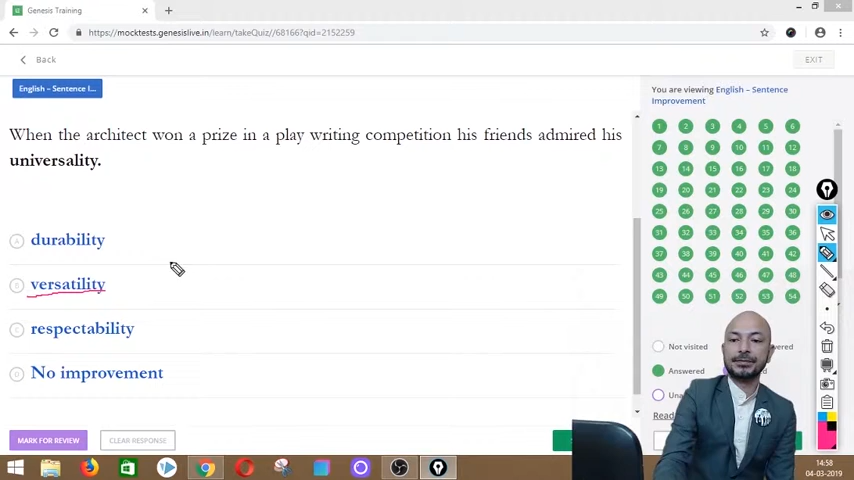 Genesis Training
https://mocktests.genesislive.in/learn/takeQuiz//68166?qid=2152259
Back
EXIT
English – Sentence I...
You are viewing English – Sentence
Improvement
When the architect won a prize in a play writing competition his friends admired his
universality.
A durability
B versatility
C respectability
D No improvement
1 2 3 4 5 6
7 8 9 10 11 12
13 14 15 16 17 18
19 20 21 22 23 24
25 26 27 28 29 30
31 32 33 34 35 36
37 38 39 40 41 42
43 44 45 46 47 48
49 50 51 52 53 54
Not visited
Answered
Read
MARK FOR REVIEW
CLEAR RESPONSE
14:58
04-03-2019